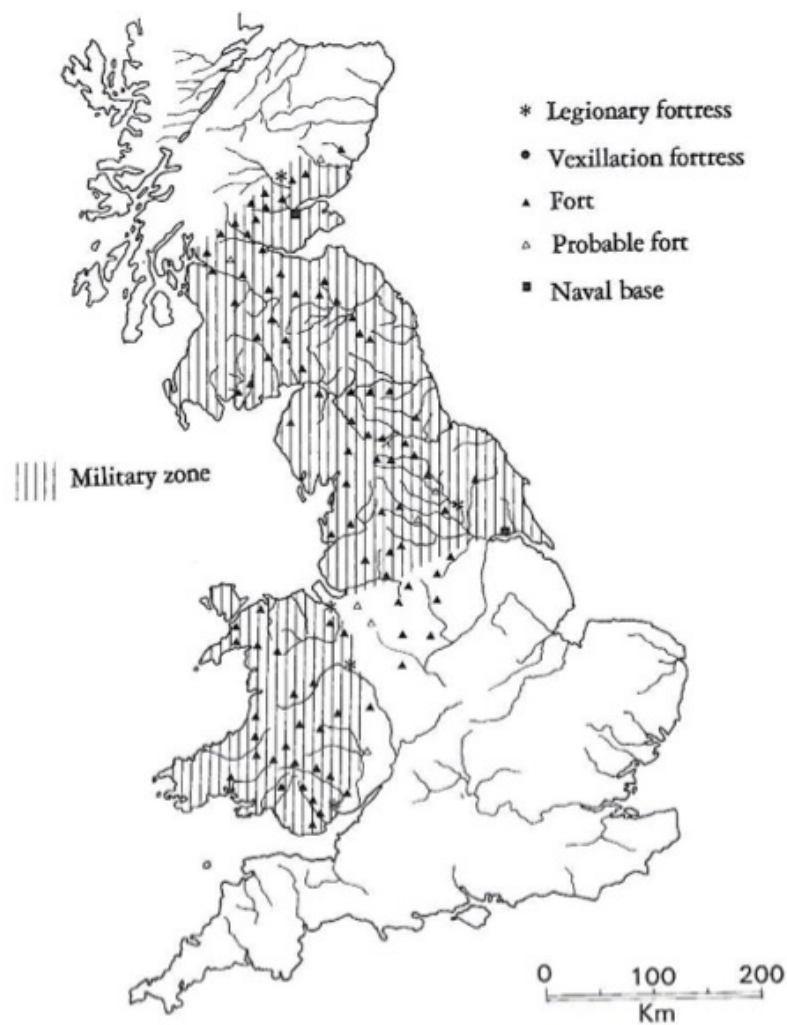 Legionary fortress
Vexillation fortress
Fort
Probable fort
Naval base
Military zone
0 100 200
Km